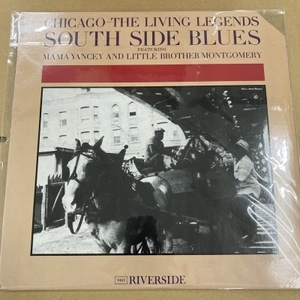 CHICAGO-THE LIVING LEGENDS
SOUTH SIDE BLUES
FEATURING
MAMA YANCEY AND LITTLE BROTHER MONTGOMERY
RIVERSIDE